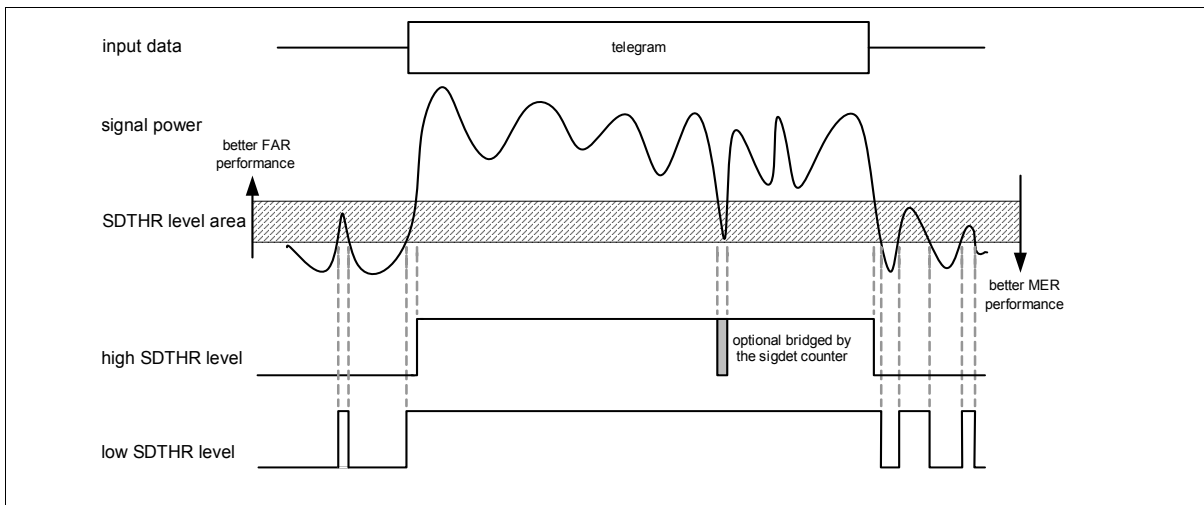 input data
telegram
signal power
better FAR
performance
SDTHR level area
better MER
performance
high SDTHR level
optional bridged by
the sigdet counter
low SDTHR level